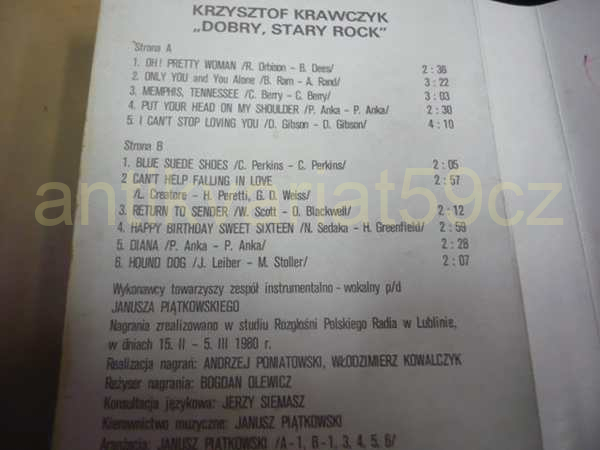 KRZYSZTOF KRAWCZYK
„DOBRY, STARY ROCK”
Strona A
1. OH! PRETTY WOMAN /R. Orbison - B. Dees/ 2 : 36
2. ONLY YOU and You Alone /B. Ram - A. Rand/ 3 : 22
3. MEMPHIS, TENNESSEE /C. Berry - C. Berry/ 3 : 03
4. PUT YOUR HEAD ON MY SHOULDER /P. Anka - P. Anka/ 2 : 30
5. I CAN'T STOP LOVING YOU /D. Gibson - D. Gibson/ 4 : 10
Strona B
1. BLUE SUEDE SHOES /C. Perkins - C. Perkins/ 2 : 05
2 CAN'T HELP FALLING IN LOVE 2 : 57
/L. Creatore - H. Peretti, G. D. Weiss/
3. RETURN TO SENDER /W. Scott - O. Blackwell/ 2 : 12
4. HAPPY BIRTHDAY SWEET SIXTEEN /N. Sedaka - H. Greenfield/ 2 : 59
5. DIANA /P. Anka - P. Anka/ 2 : 28
6. HOUND DOG /J. Leiber - M. Stoller/ 2 : 07
Wykonawcy towarzyszy zespół instrumentalno - wokalny p/d
JANUSZA PIĄTKOWSKIEGO
Nagrania zrealizowano w studiu Rozgłośni Polskiego Radia w Lublinie,
w dniach 15. II - 5. III 1980 r.
Realizacja nagrań: ANDRZEJ PONIATOWSKI, WŁODZIMIERZ KOWALCZYK
Reżyser nagrania: BOGDAN OLEWICZ
Konsultacja językowa: JERZY SIEMASZ
Kierownictwo muzyczne: JANUSZ PIĄTKOWSKI
Aranżacja: JANUSZ PIĄTKOWSKI /A-1, B-1, 3, 4, 5, 6/
antikvariat59cz